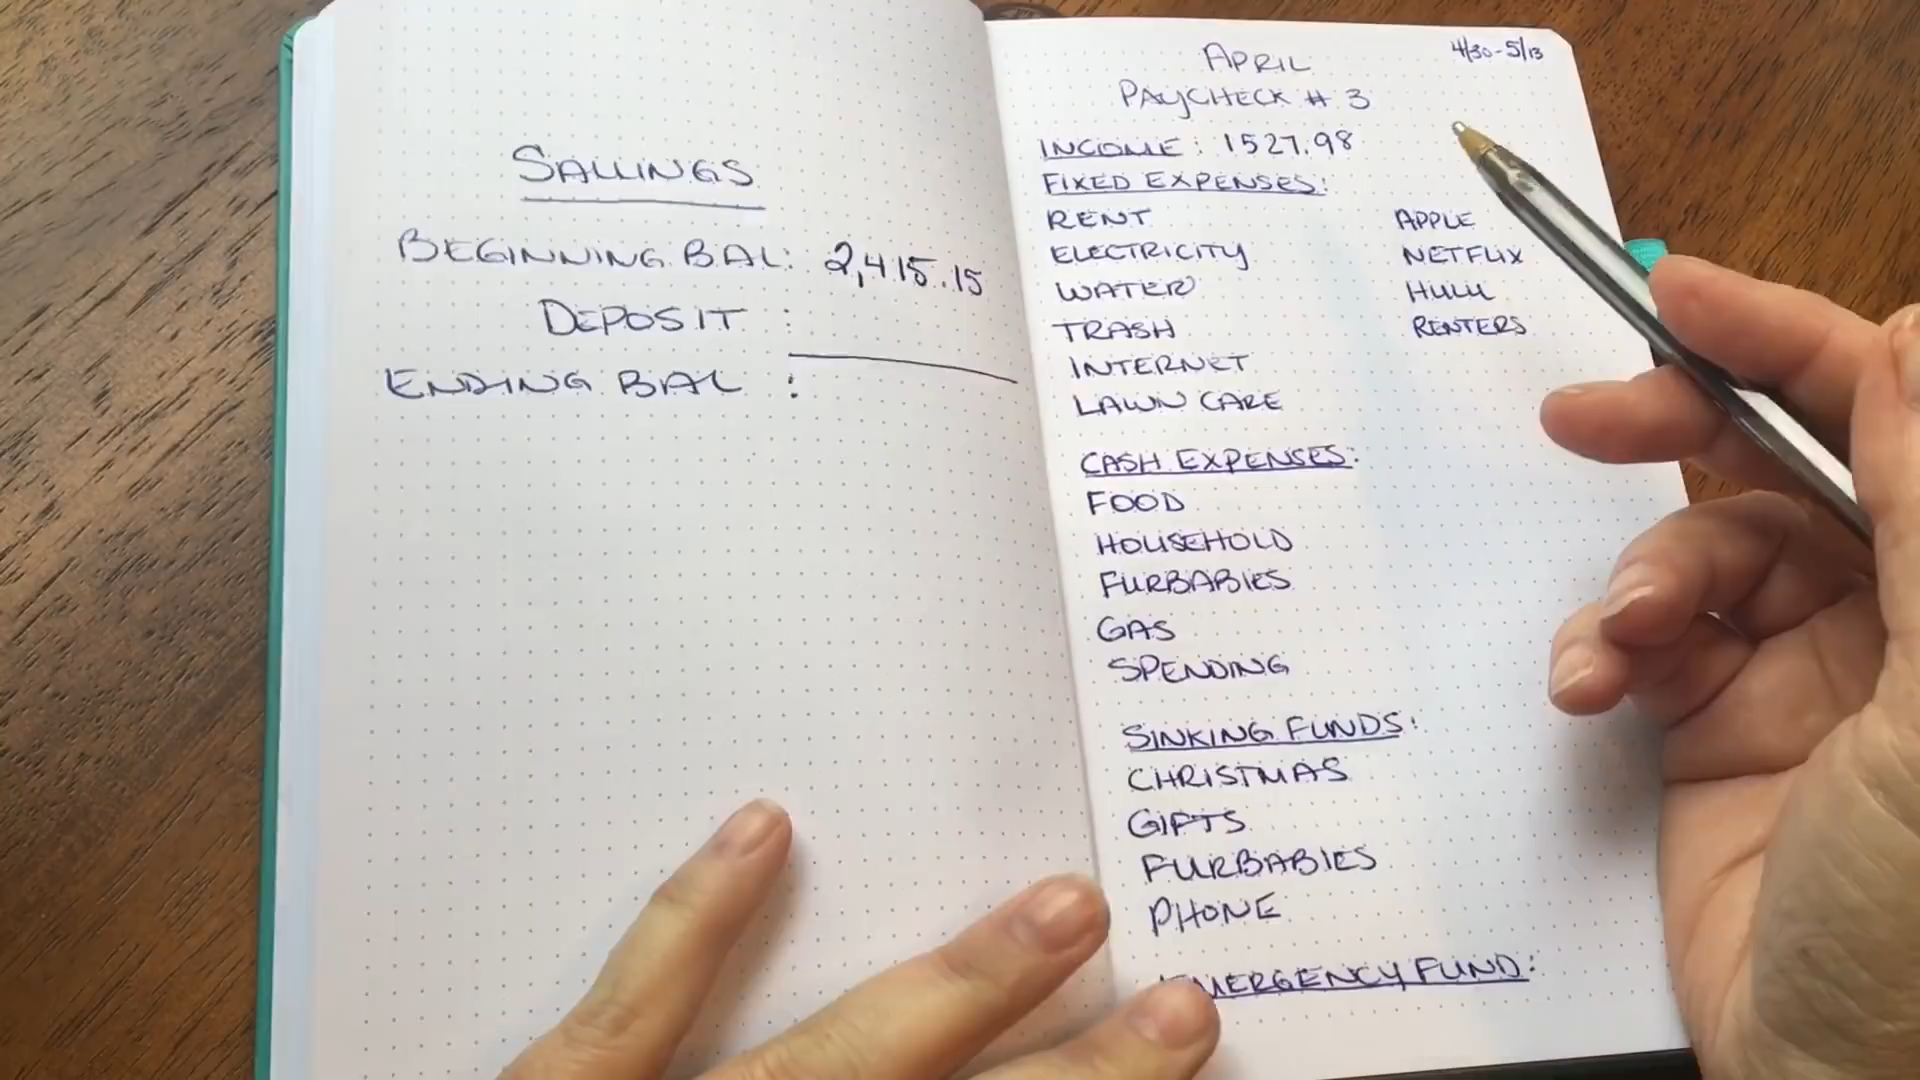 SAVINGS
BEGINNING BAL: 2,415.15
DEPOSIT :
ENDING BAL :
4/30-5/13
APRIL
PAYCHECK # 3
INCOME: 1527.98
FIXED EXPENSES:
RENT APPLE
ELECTRICITY NETFLIX
WATER HULU
TRASH RENTERS
INTERNET
LAWN CARE
CASH EXPENSES:
FOOD
HOUSEHOLD
FURBABIES
GAS
SPENDING
SINKING FUNDS:
CHRISTMAS
GIFTS
FURBABIES
PHONE
EMERGENCY FUND: